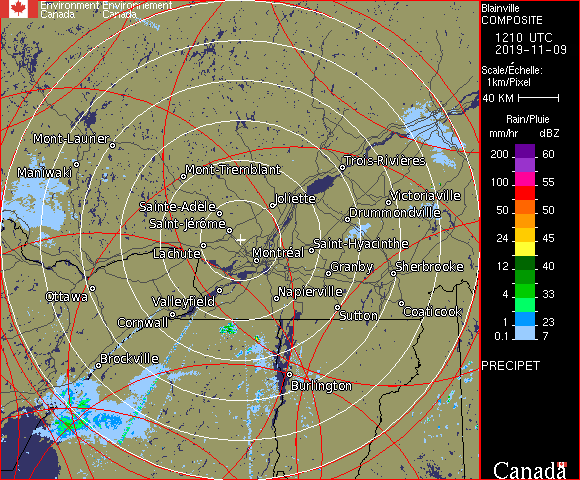 Environment Environnement
Canada Canada
Blainville
COMPOSITE
1210 UTC
2019-11-09
Scale/Échelle:
1km/Pixel
40 KM
Rain/Pluie
mm/hr dBZ
200 60
100 55
50 50
24 45
12 40
4 33
1 23
0.1 7
PRECIPET
Canada
Mont-Laurier
Maniwaki
Mont-Tremblant
Trois-Rivières
Sainte-Adèle
Joliette
Victoriaville
Saint-Jérôme
Drummondville
Lachute
Montréal
Saint-Hyacinthe
Granby
Sherbrooke
Ottawa
Valleyfield
Napierville
Cornwall
Sutton
Coaticook
Brockville
Burlington